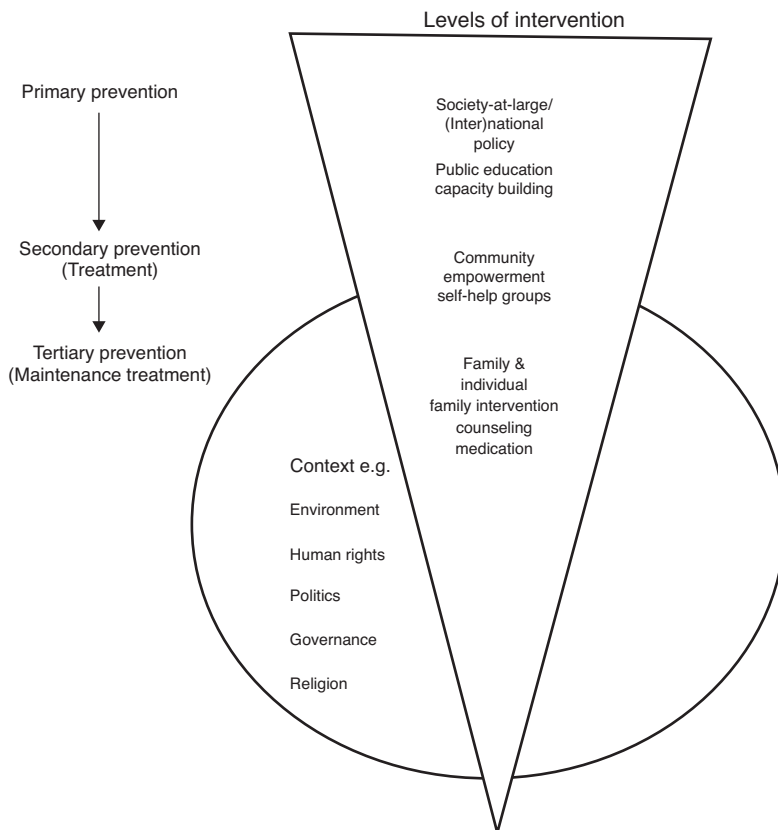 Levels of intervention
Primary prevention
Secondary prevention
(Treatment)
Tertiary prevention
(Maintenance treatment)
Society-at-large/
(Inter)national
policy
Public education
capacity building
Community
empowerment
self-help groups
Family &
individual
family intervention
counseling
medication
Context e.g.
Environment
Human rights
Politics
Governance
Religion